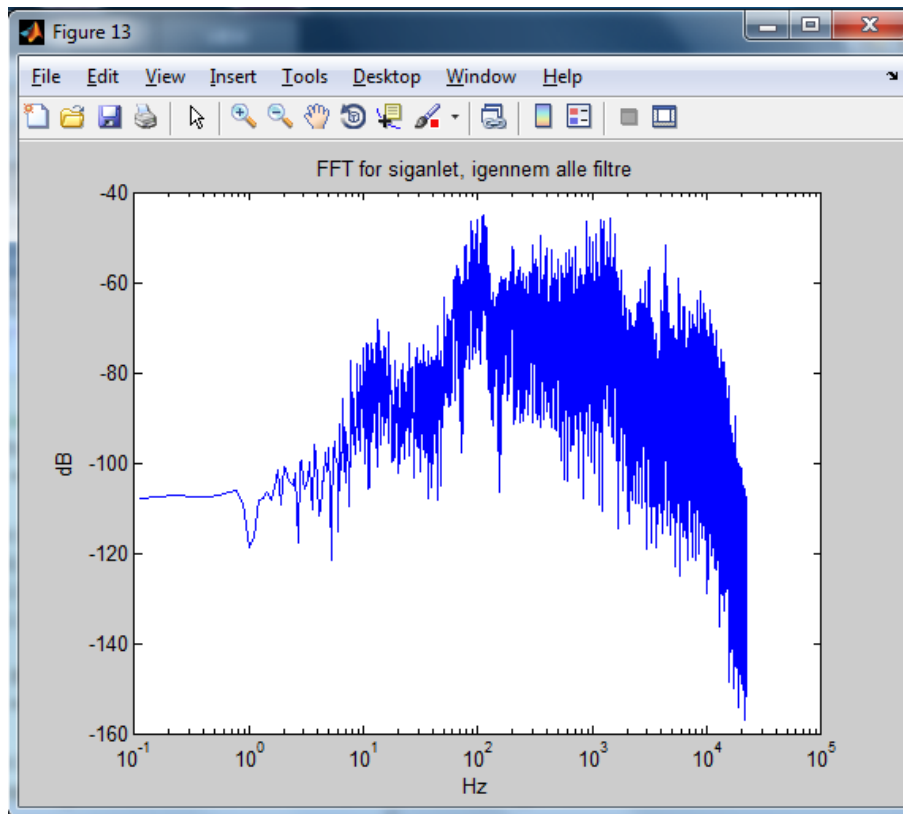 Figure 13
File Edit View Insert Tools Desktop Window Help
FFT for siganlet, igennem alle filtre
-40
-60
-80
-100
-120
-140
-160
dB
10^-1 10^0 10^1 10^2 10^3 10^4 10^5
Hz